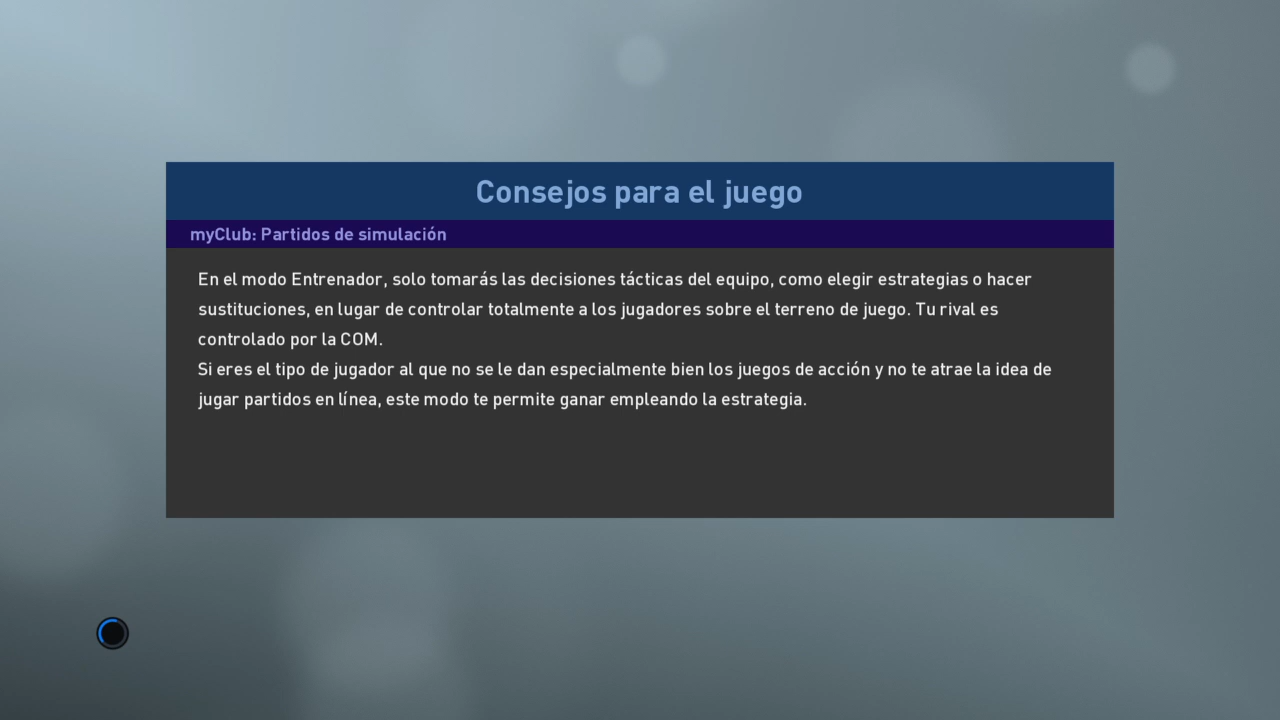 Consejos para el juego
myClub: Partidos de simulación
En el modo Entrenador, solo tomarás las decisiones tácticas del equipo, como elegir estrategias o hacer
sustituciones, en lugar de controlar totalmente a los jugadores sobre el terreno de juego. Tu rival es
controlado por la COM.
Si eres el tipo de jugador al que no se le dan especialmente bien los juegos de acción y no te atrae la idea de
jugar partidos en línea, este modo te permite ganar empleando la estrategia.